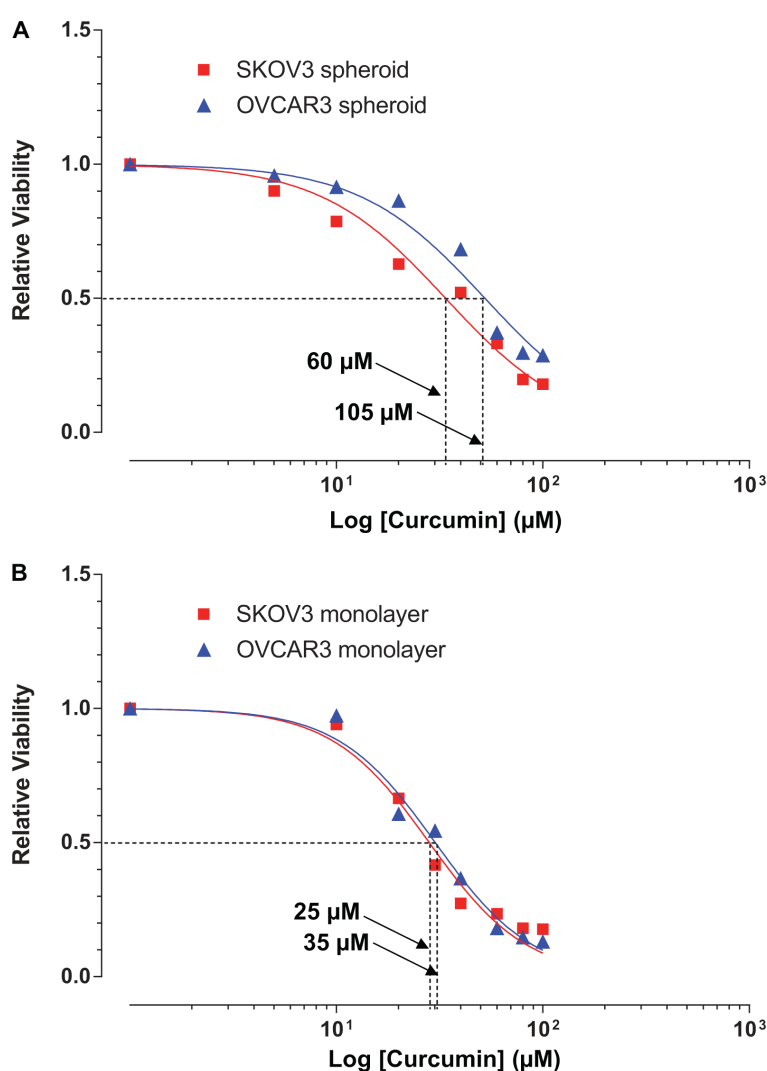 A
1.5
SKOV3 spheroid
OVCAR3 spheroid
1.0
Relative Viability
0.5
60 µM
105 µM
0.0
10¹ 10² 10³
Log [Curcumin] (µM)
B
1.5
SKOV3 monolayer
OVCAR3 monolayer
1.0
Relative Viability
0.5
25 µM
35 µM
0.0
10¹ 10² 10³
Log [Curcumin] (µM)